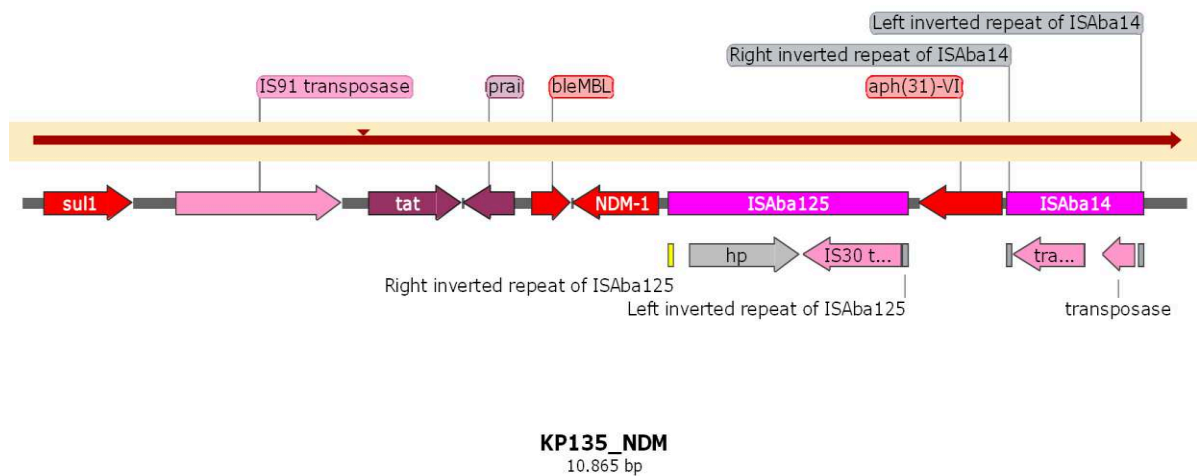 Left inverted repeat of ISAba14
Right inverted repeat of ISAba14
IS91 transposase
prai
bleMBL
aph(31)-VI
sul1
tat
NDM-1
ISAba125
ISAba14
hp
IS30 t...
tra...
Right inverted repeat of ISAba125
Left inverted repeat of ISAba125
transposase
KP135_NDM
10.865 bp